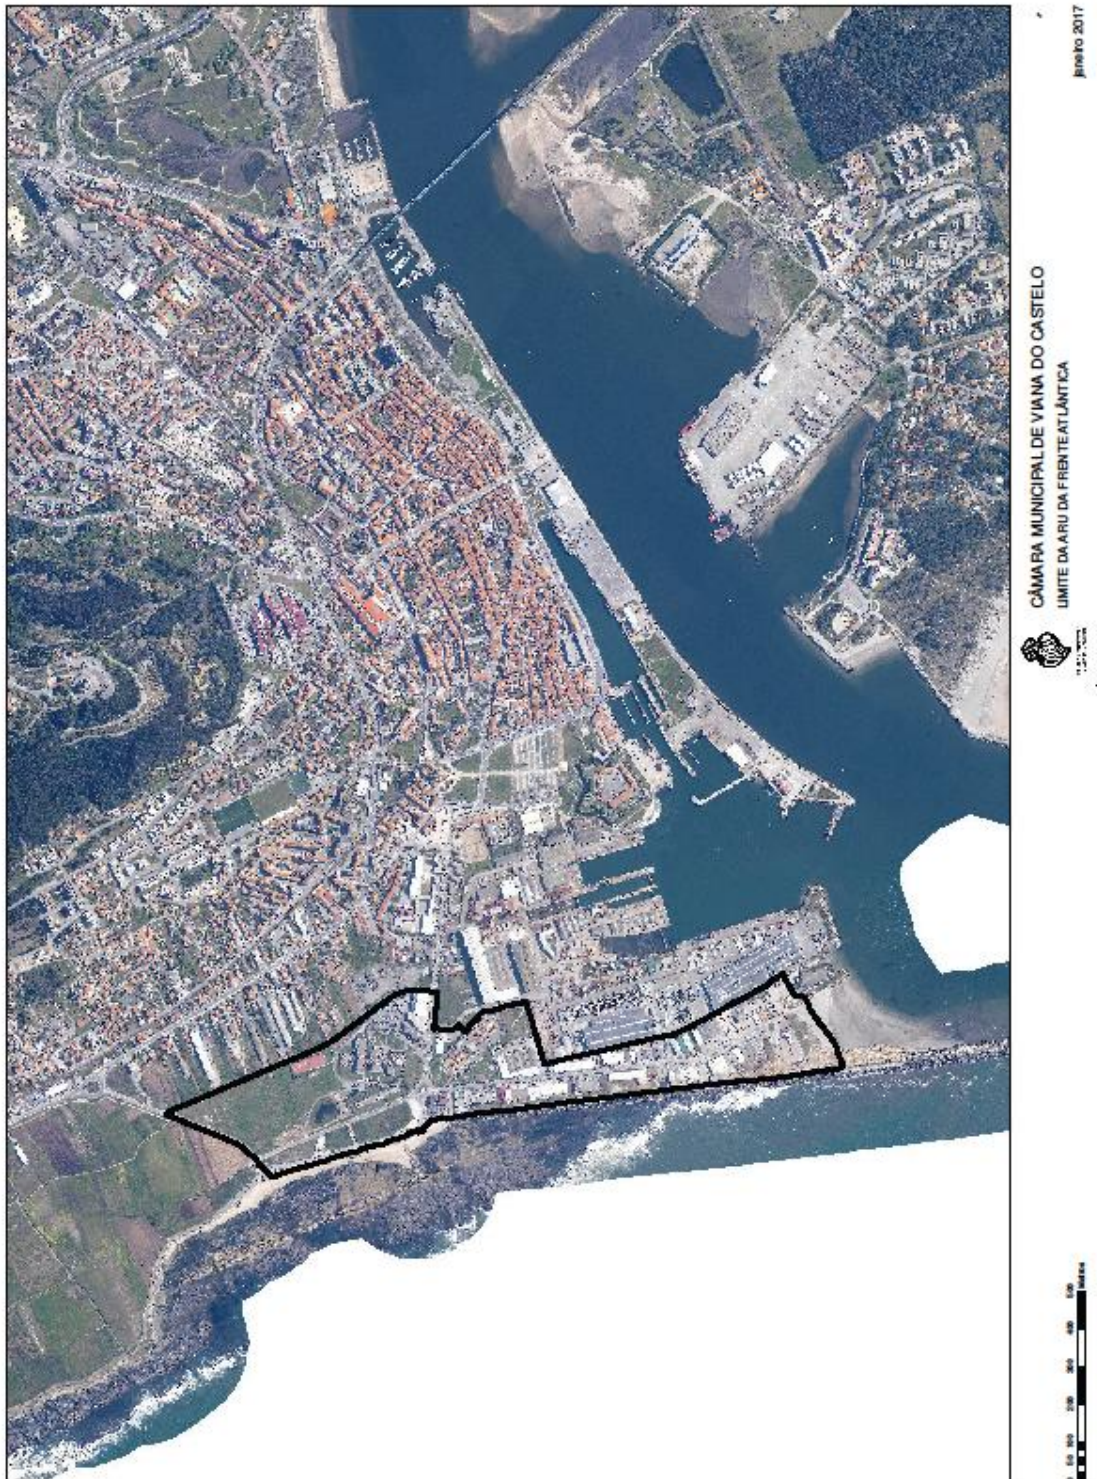 CÂMARA MUNICIPAL DE VIANA DO CASTELO
LIMITE DA ARU DA FRENTE ATLÂNTICA
janeiro 2017
0 50 100 200 300 400 500
Metros